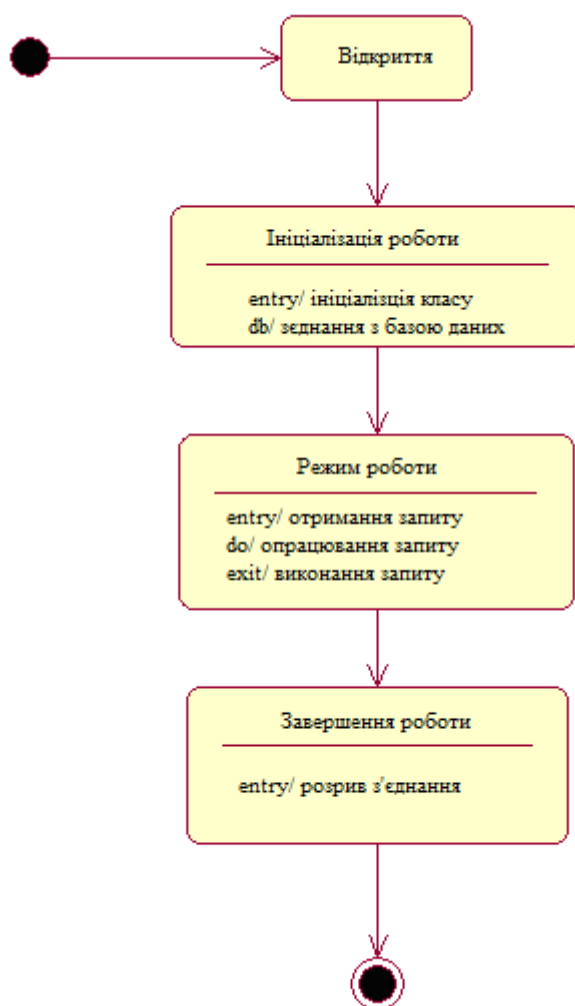 Відкриття
Ініціалізація роботи
entry/ ініціалізція класу
db/ зєднання з базою даних
Режим роботи
entry/ отримання запиту
do/ опрацювання запиту
exit/ виконання запиту
Завершення роботи
entry/ розрив з'єднання